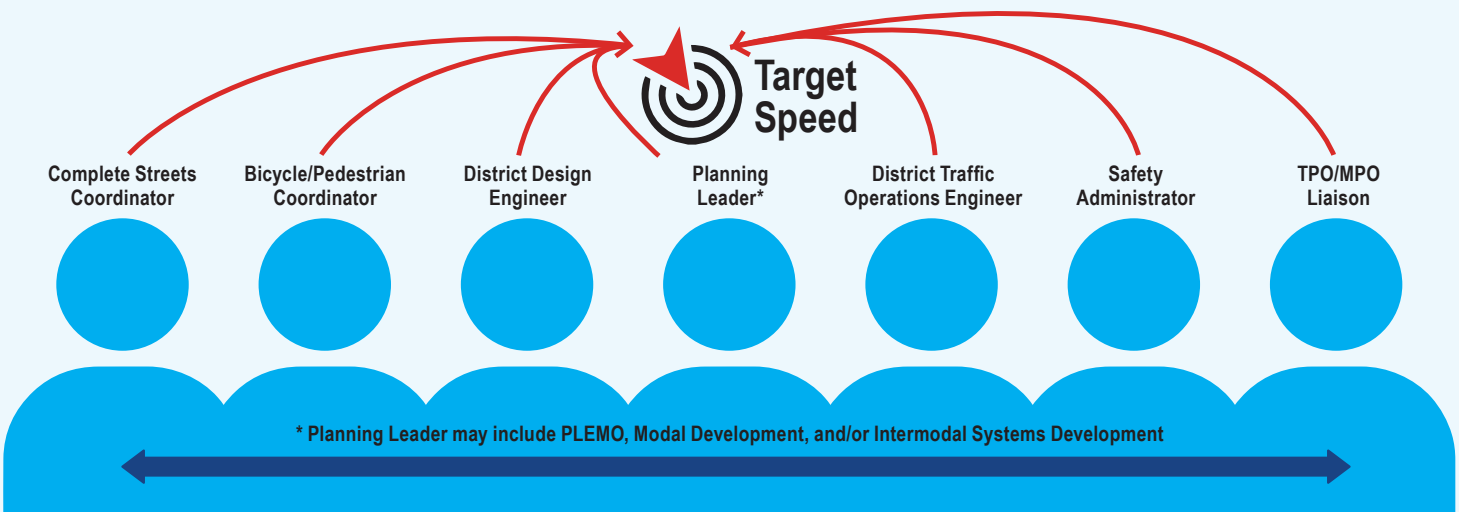 Target
Speed
Complete Streets
Coordinator
Bicycle/Pedestrian
Coordinator
District Design
Engineer
Planning
Leader*
District Traffic
Operations Engineer
Safety
Administrator
TPO/MPO
Liaison
* Planning Leader may include PLEMO, Modal Development, and/or Intermodal Systems Development